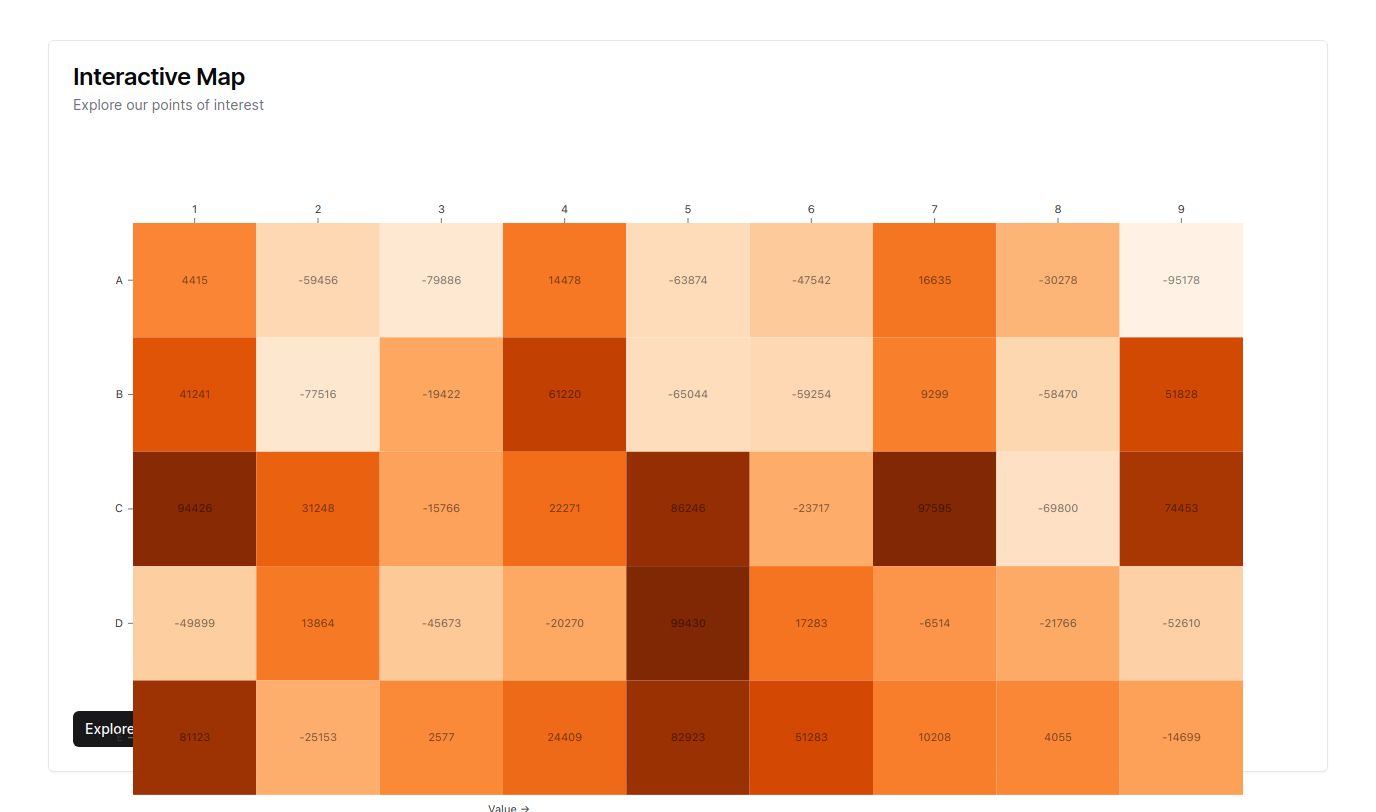 Interactive Map
Explore our points of interest
1 2 3 4 5 6 7 8 9
A 4415 -59456 -79886 14478 -63874 -47542 16635 -30278 -95178
B 41241 -77516 -19422 61220 -65044 -59254 9299 -58470 51828
C 94426 31248 -15766 22271 86246 -23717 97595 -69800 74453
D -49899 13864 -45673 -20270 99430 17283 -6514 -21766 -52610
Explore
E 81123 -25153 2577 24409 82923 51283 10208 4055 -14699
Value →